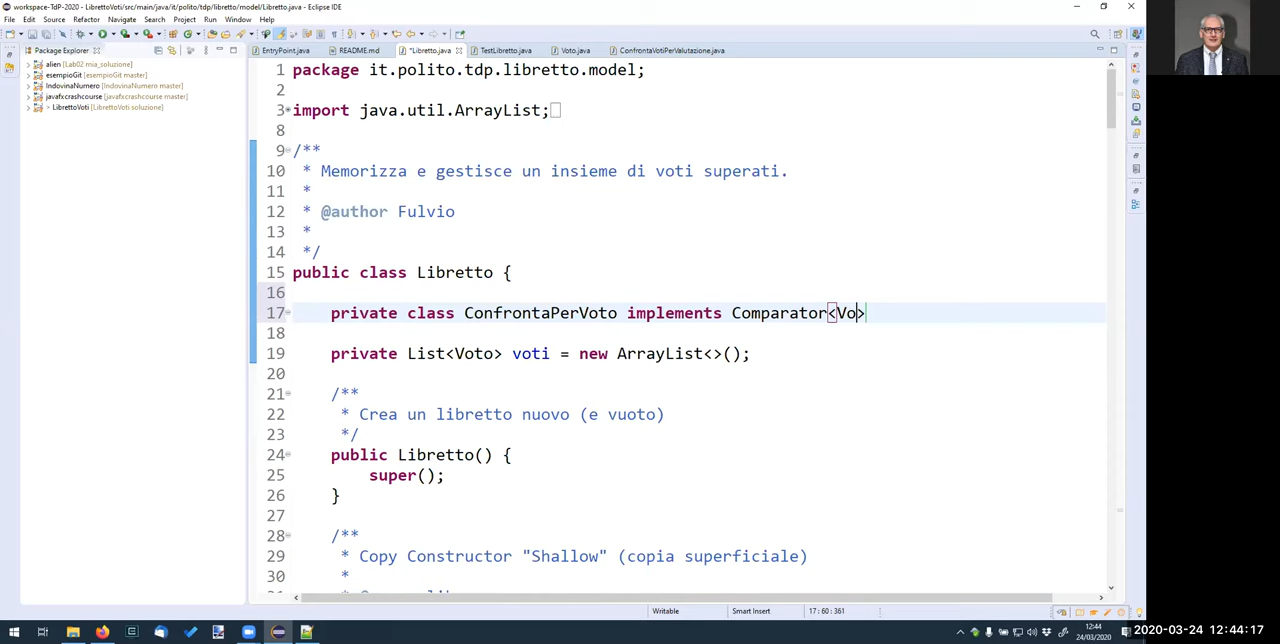 workspace-TdP-2020 - LibrettoVoti/src/main/java/it/polito/tdp/libretto/model/Libretto.java - Eclipse IDE
File Edit Source Refactor Navigate Search Project Run Window Help
Package Explorer
EntryPoint.java README.md *Libretto.java TestLibretto.java Voto.java ConfrontaVotiPerValutazione.java
alien [Lab02 mia_soluzione]
esempioGit [esempioGit master]
IndovinaNumero [IndovinaNumero master]
javafxcrashcourse [javafxcrashcourse master]
> LibrettoVoti [LibrettoVoti soluzione]
1 package it.polito.tdp.libretto.model;
2
3 import java.util.ArrayList;
8
9 /**
10 * Memorizza e gestisce un insieme di voti superati.
11 *
12 * @author Fulvio
13 *
14 */
15 public class Libretto {
16
17 private class ConfrontaPerVoto implements Comparator<Vo>
18
19 private List<Voto> voti = new ArrayList<>();
20
21 /**
22 * Crea un libretto nuovo (e vuoto)
23 */
24 public Libretto() {
25 super();
26 }
27
28 /**
29 * Copy Constructor "Shallow" (copia superficiale)
30 *
Writable Smart Insert 17 : 60 : 361
12:44
24/03/2020
2020-03-24 12:44:17